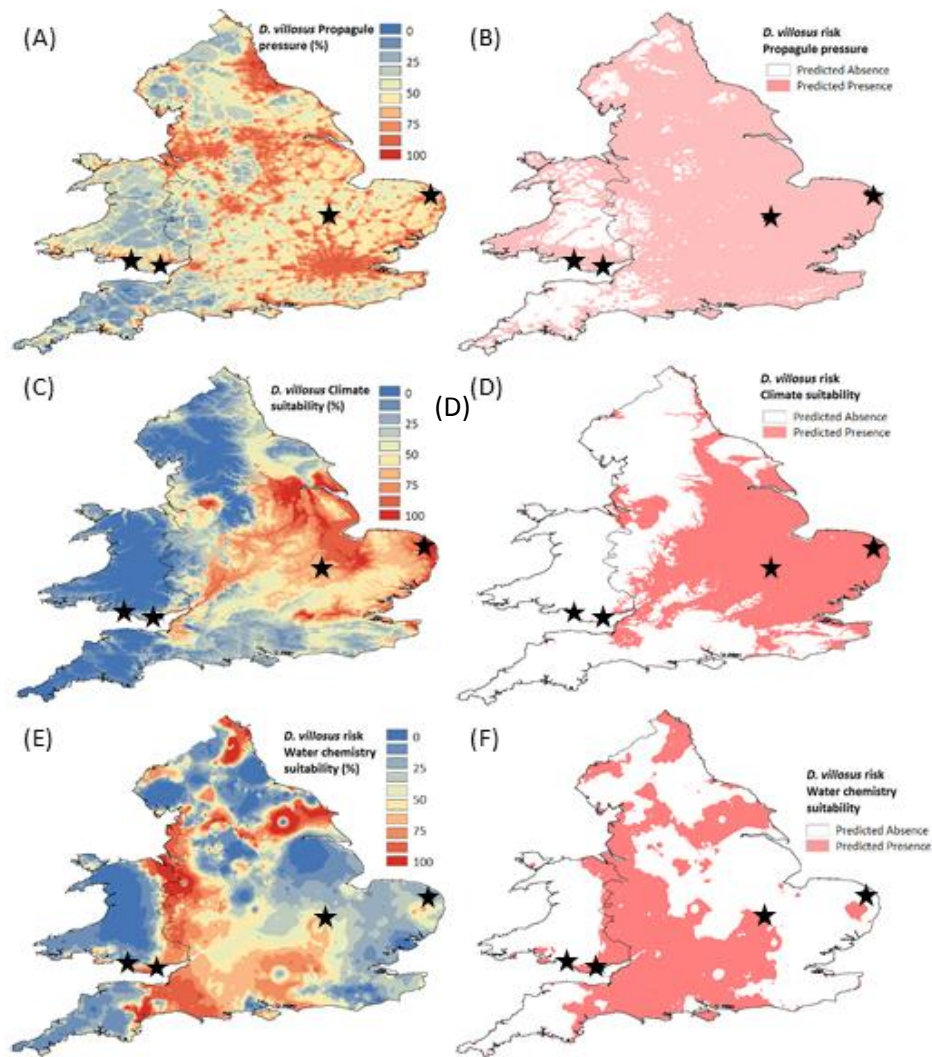 (A)
D. villosus Propagule
pressure (%)
0
25
50
75
100
(B)
D. villosus risk
Propagule pressure
Predicted Absence
Predicted Presence
(C)
D. villosus Climate
suitability (%)
0
25
50
75
100
(D)
(D)
D. villosus risk
Climate suitability
Predicted Absence
Predicted Presence
(E)
D. villosus risk
Water chemistry
suitability (%)
0
25
50
75
100
(F)
D. villosus risk
Water chemistry
suitability
Predicted Absence
Predicted Presence